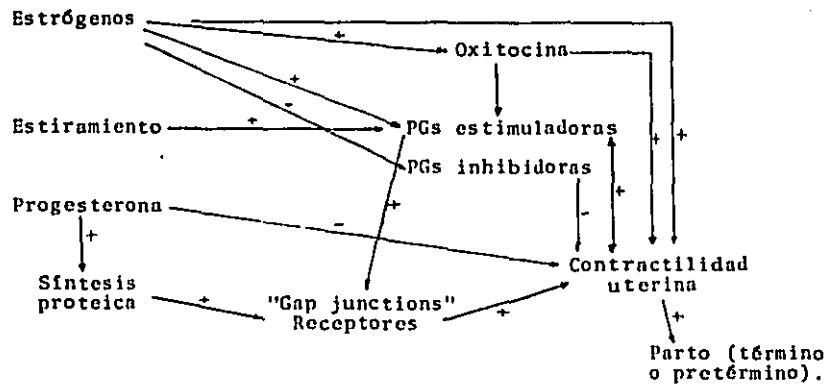 Estrógenos
+
Oxitocina
+
-
Estiramiento
+
PGs estimuladoras
+
+
PGs inhibidoras
+
-
+
Progesterona
-
+
Contractilidad
uterina
Síntesis
proteica
+
"Gap junctions"
Receptores
+
+
Parto (término
o pretérmino).